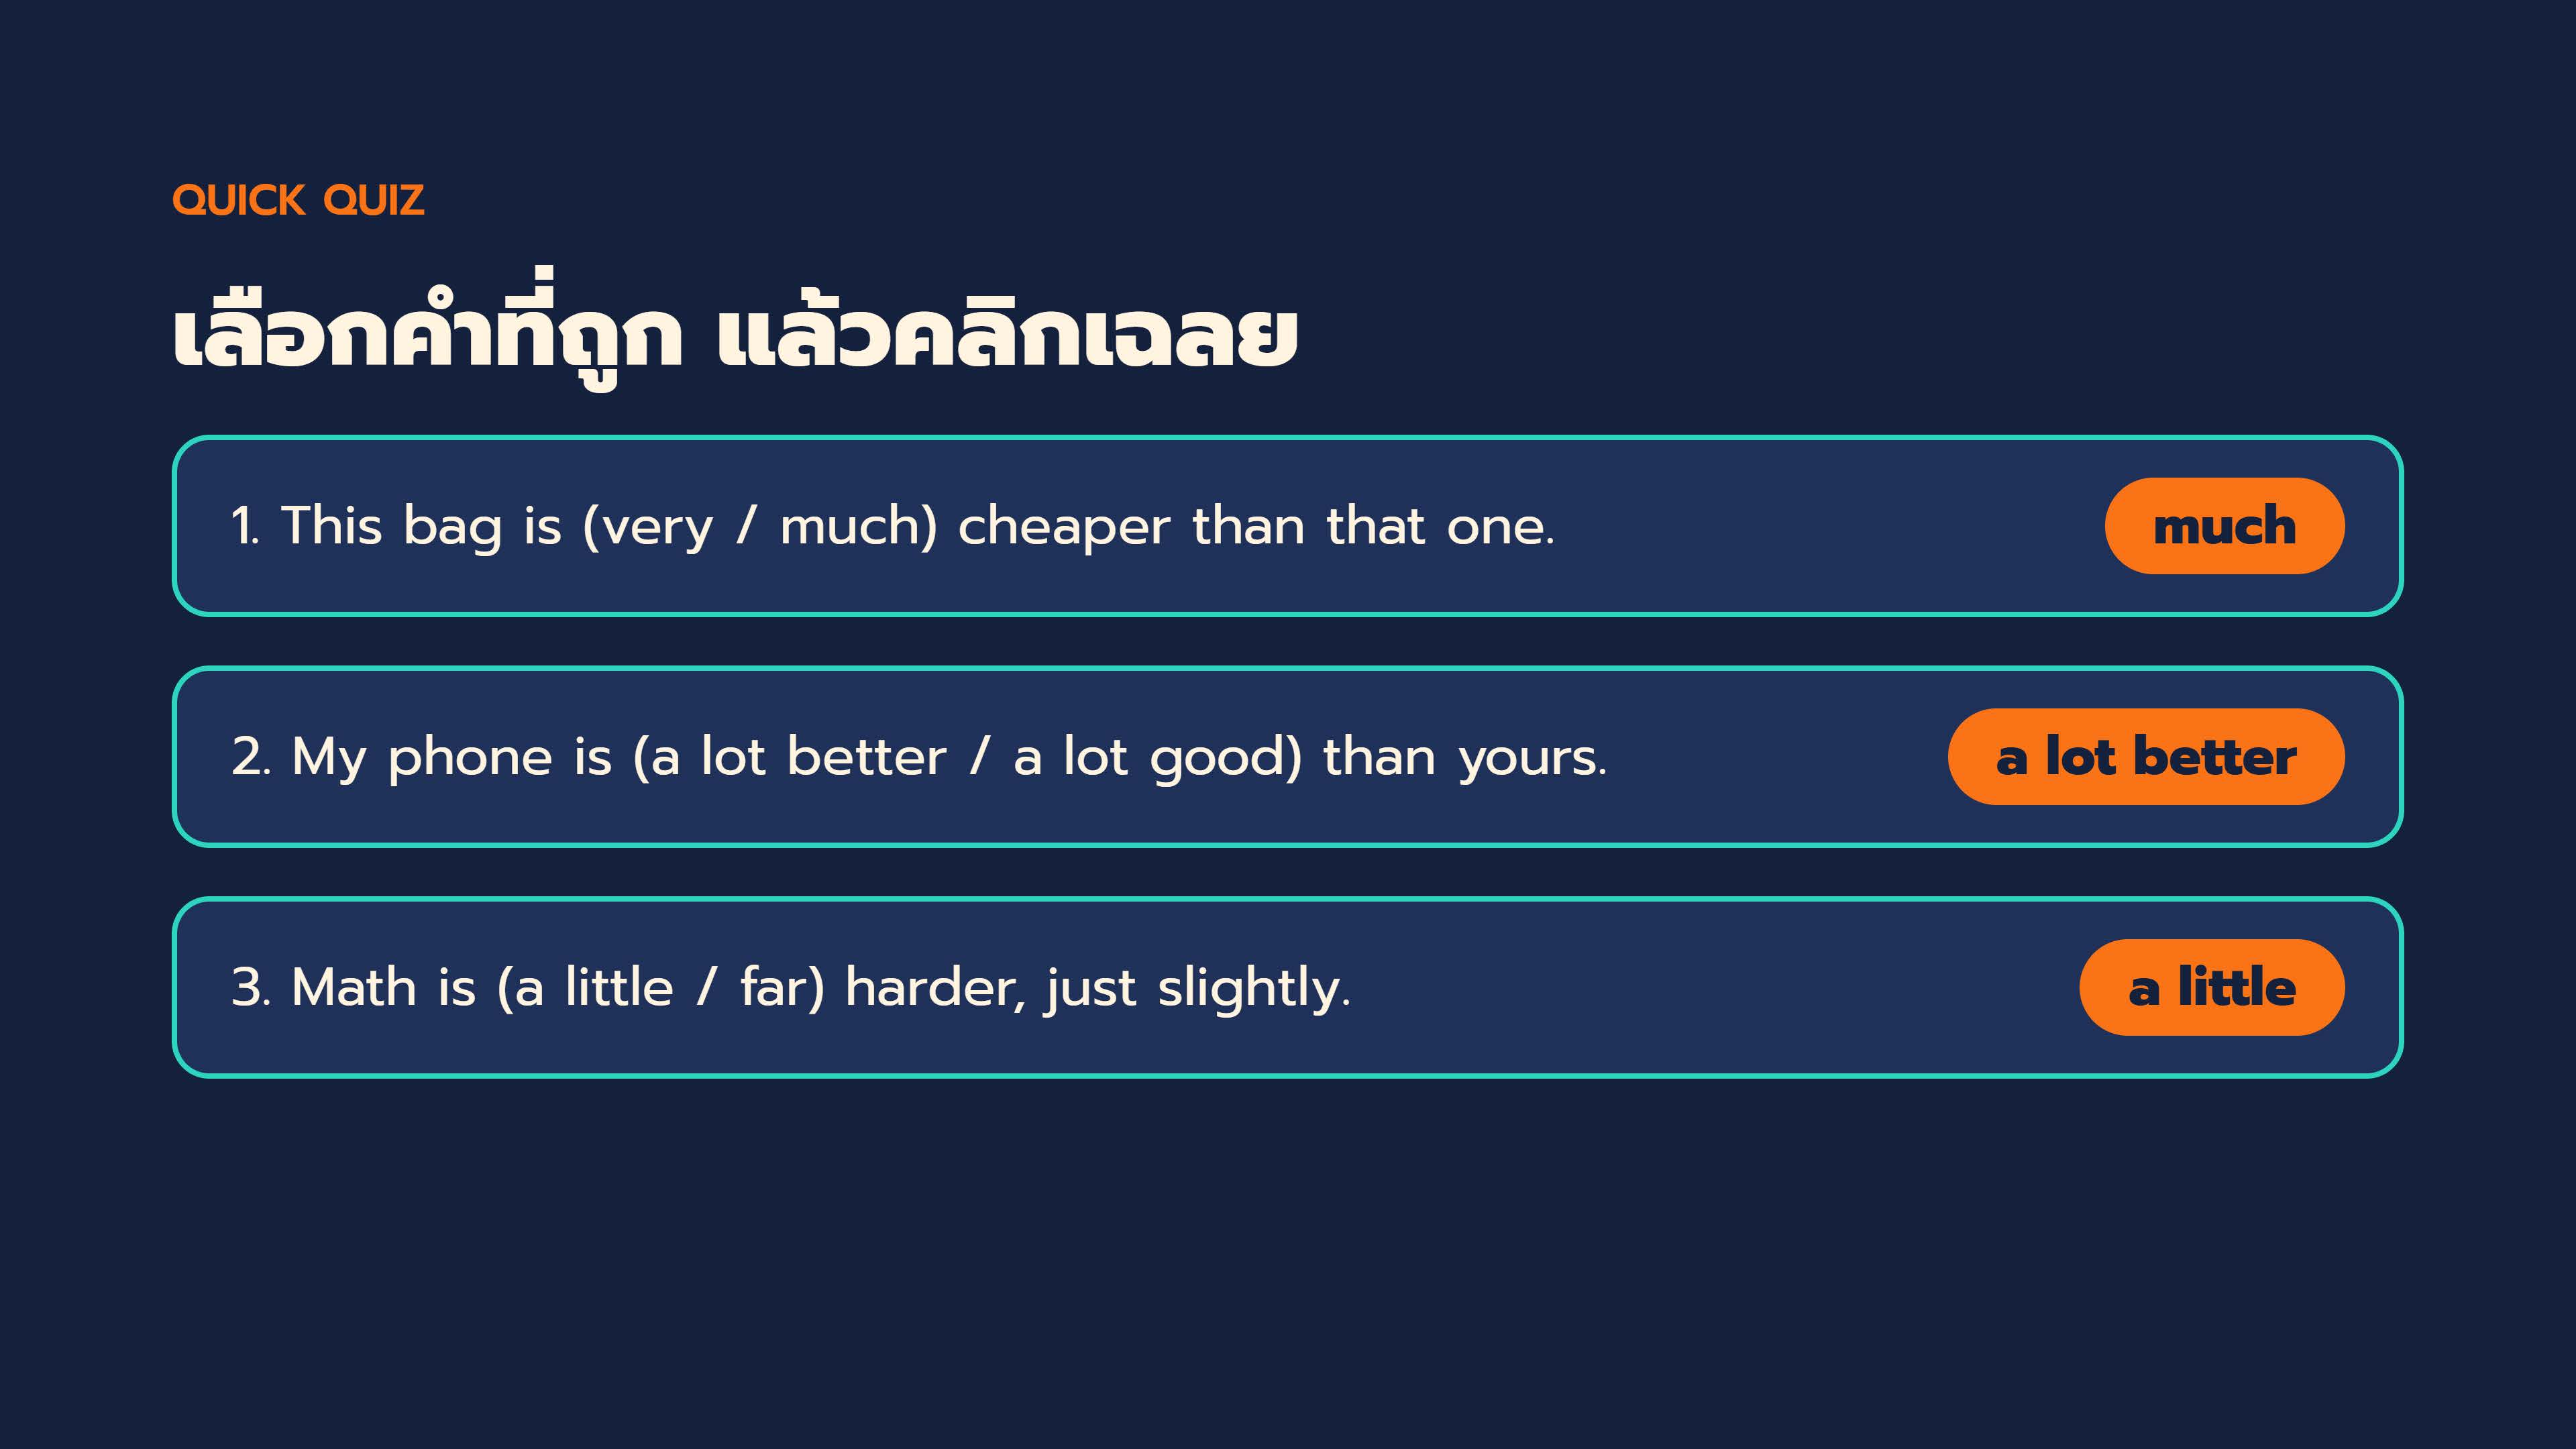 QUICK QUIZ
เลือกคำที่ถูก แล้วคลิกเฉลย
1. This bag is (very / much) cheaper than that one.
much
2. My phone is (a lot better / a lot good) than yours.
a lot better
3. Math is (a little / far) harder, just slightly.
a little